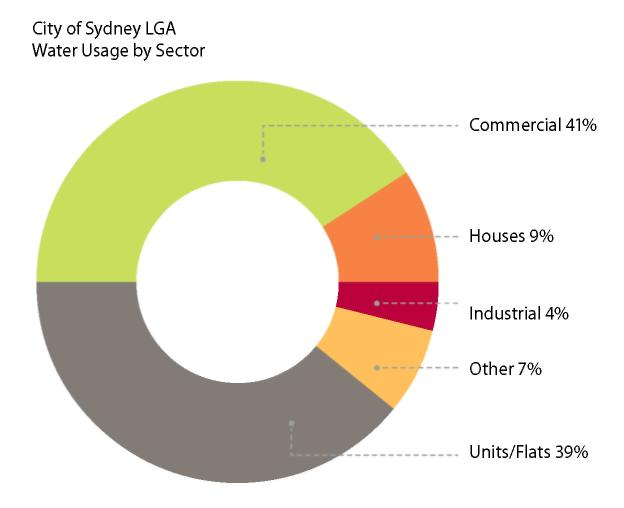 City of Sydney LGA
Water Usage by Sector
Commercial 41%
Houses 9%
Industrial 4%
Other 7%
Units/Flats 39%